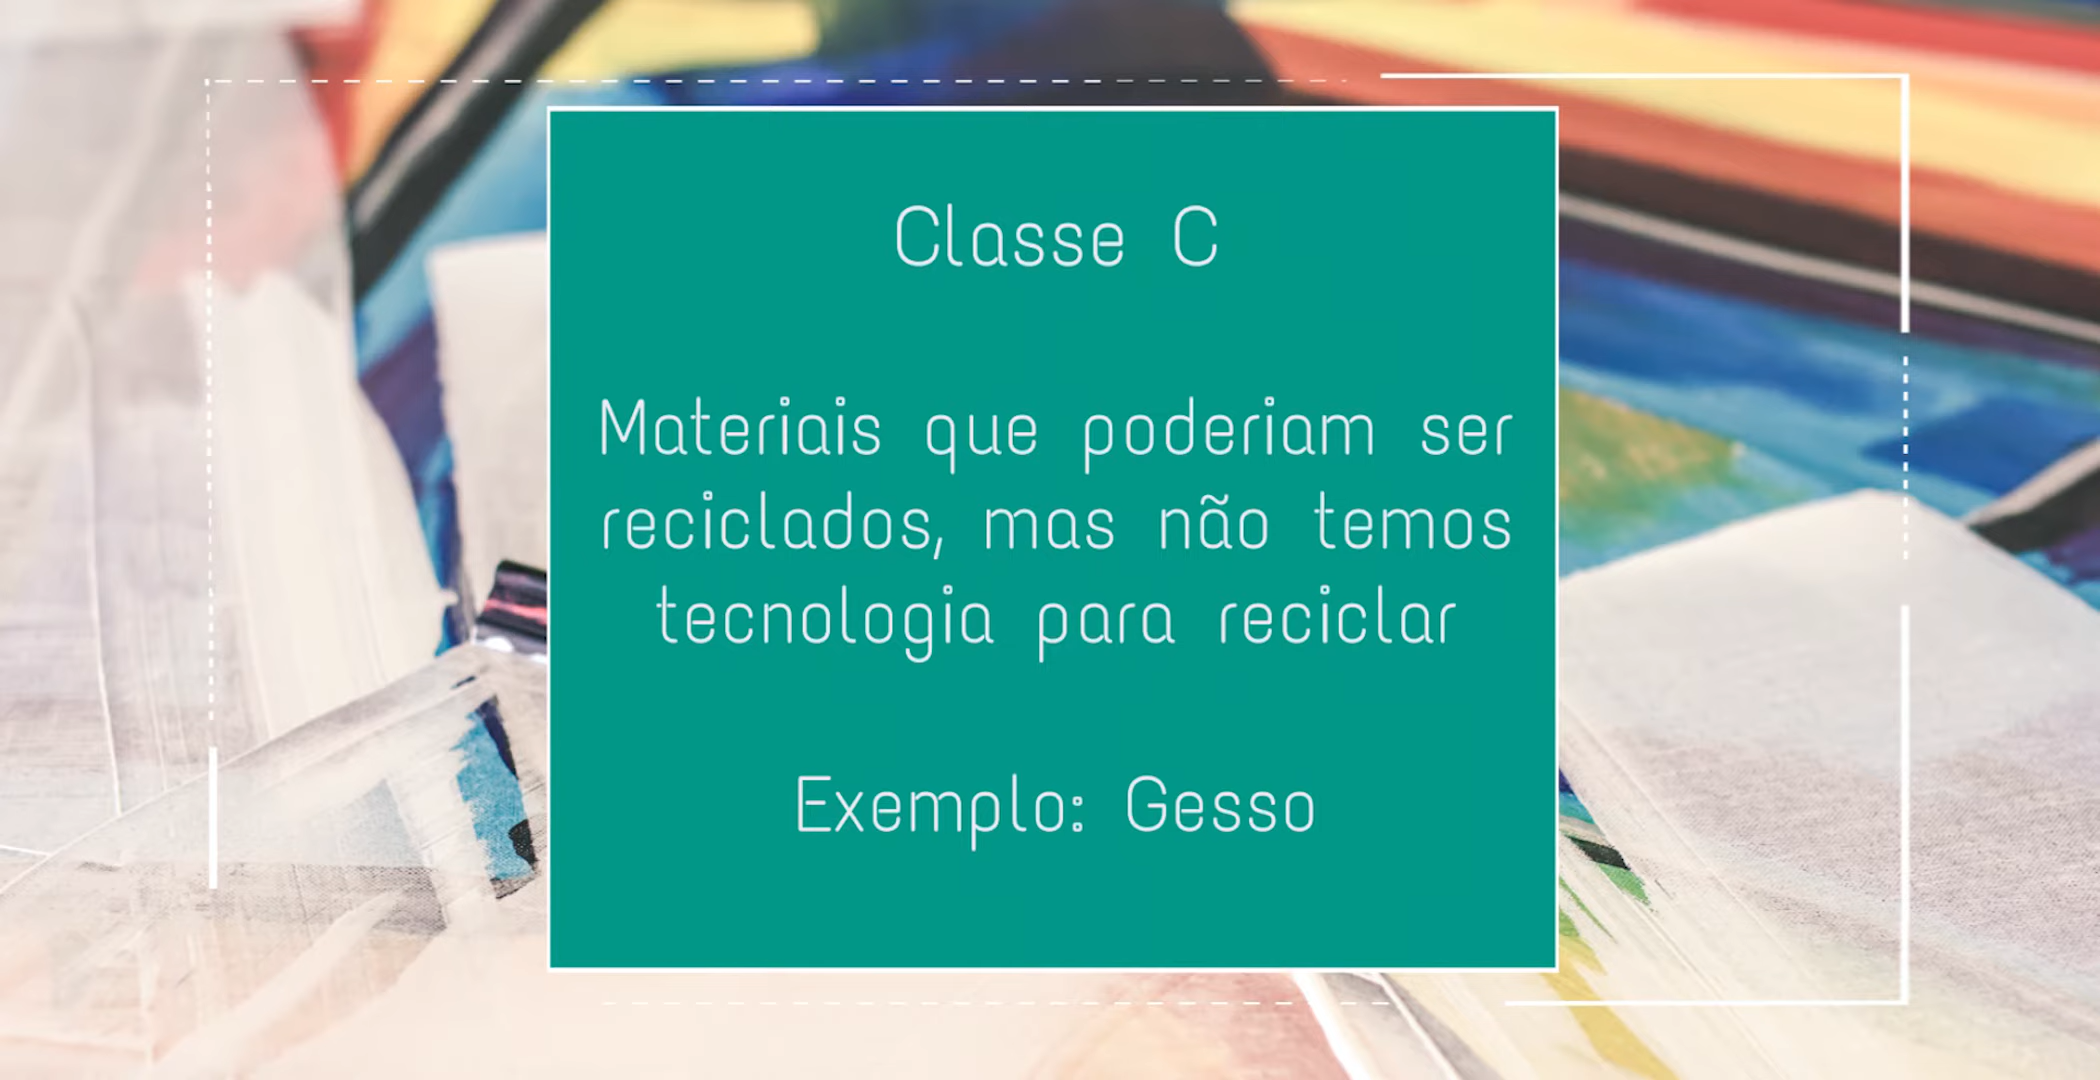 Classe C
Materiais que poderiam ser
reciclados, mas não temos
tecnologia para reciclar
Exemplo: Gesso